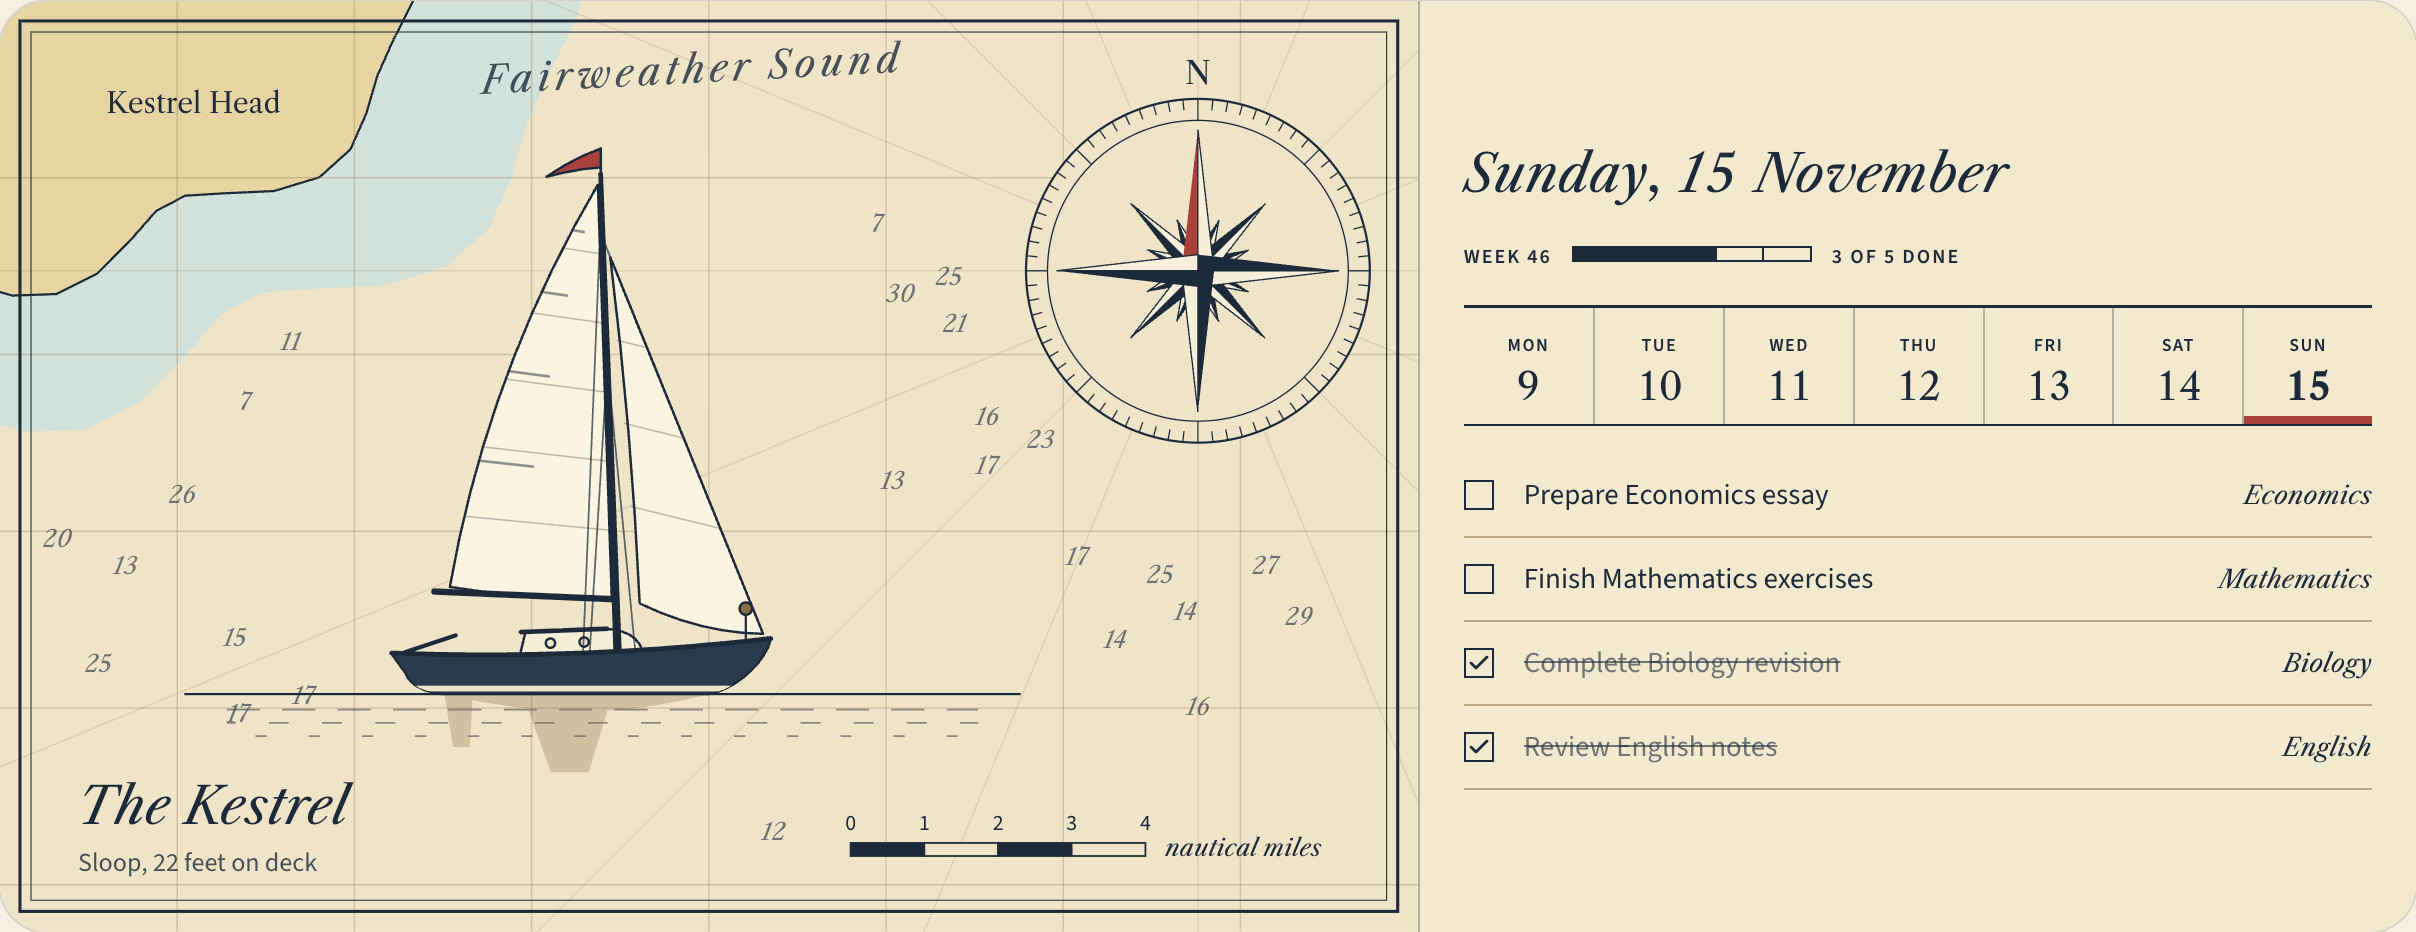 Fairweather Sound
Kestrel Head
N
7
25
30
21
11
7
16
23
17
13
26
20
13
17
25
27
14
29
14
15
25
17
17
16
The Kestrel
Sloop, 22 feet on deck
12
0 1 2 3 4
nautical miles
Sunday, 15 November
WEEK 46 3 OF 5 DONE
MON TUE WED THU FRI SAT SUN
9 10 11 12 13 14 15
Prepare Economics essay Economics
Finish Mathematics exercises Mathematics
Complete Biology revision Biology
Review English notes English